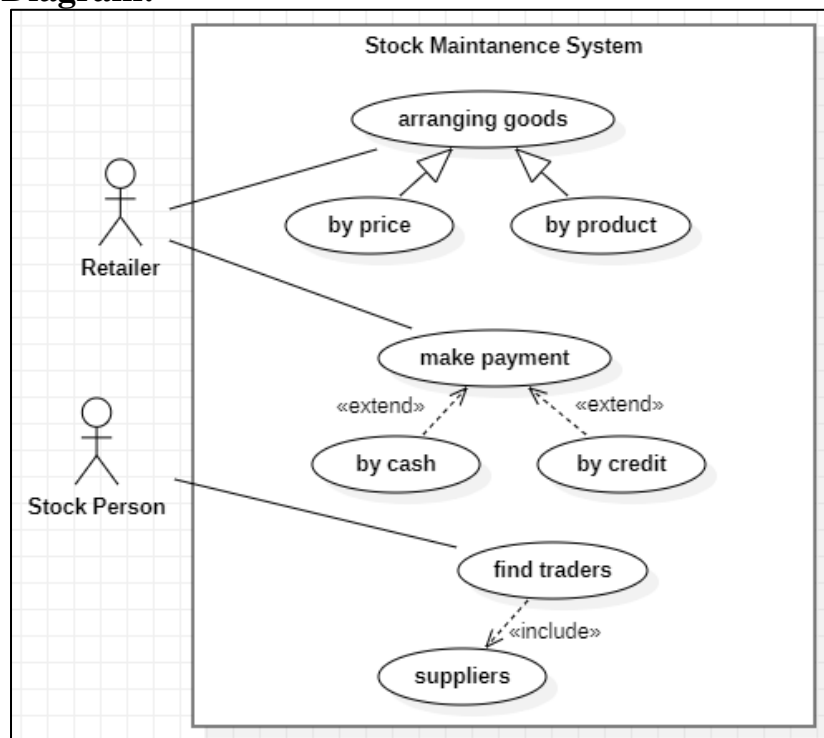 Diagram:
Stock Maintanence System
arranging goods
by price
by product
Retailer
make payment
«extend»
«extend»
by cash
by credit
Stock Person
find traders
«include»
suppliers